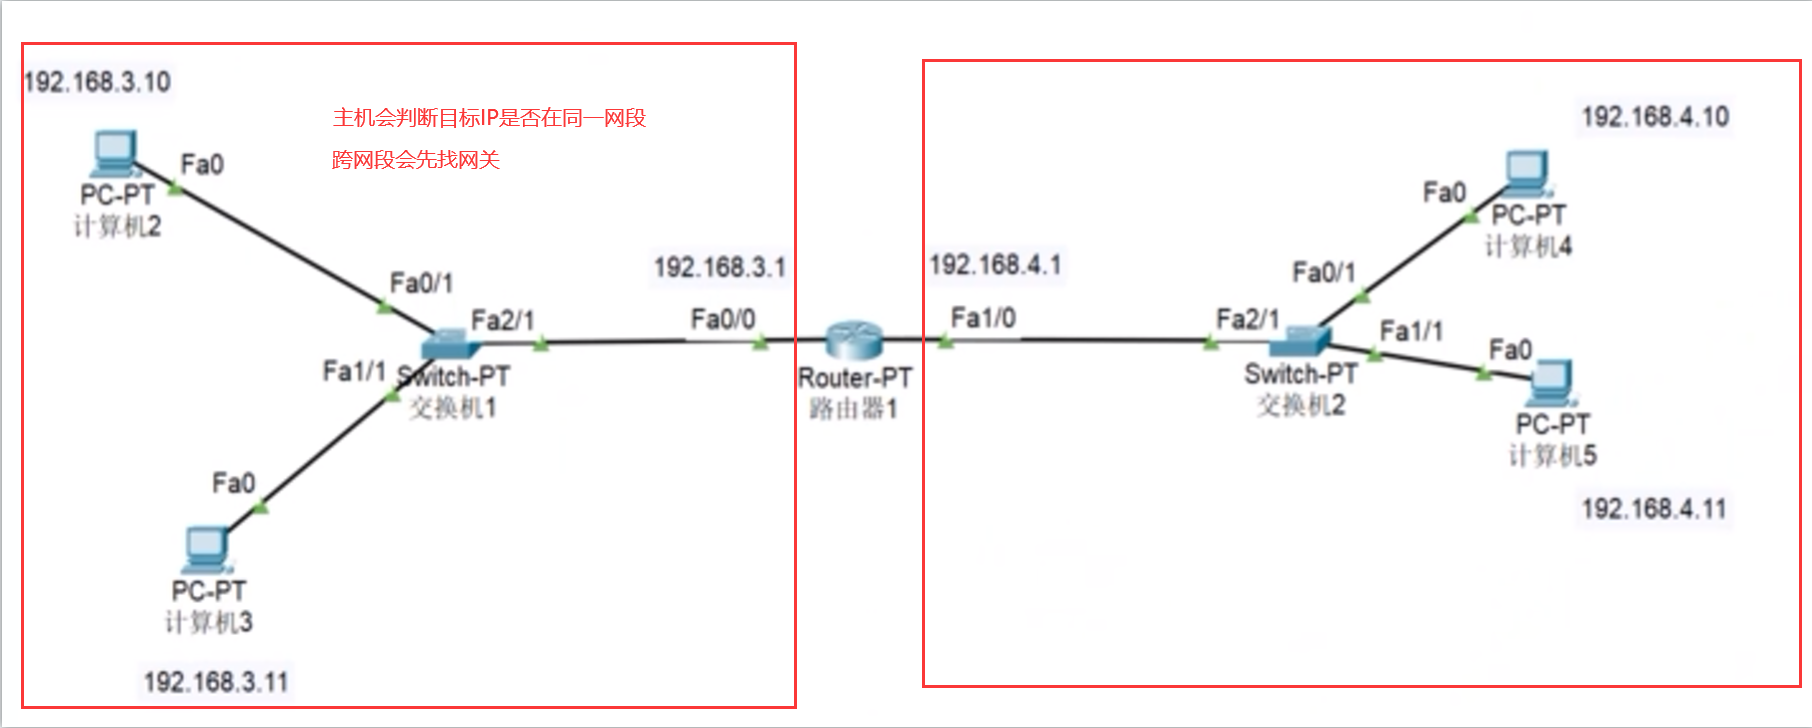 192.168.3.10
主机会判断目标IP是否在同一网段
跨网段会先找网关
Fa0
PC-PT
计算机2
Fa0/1
Fa2/1
Fa1/1
Switch-PT
交换机1
Fa0
PC-PT
计算机3
192.168.3.11
192.168.3.1
Fa0/0
Router-PT
路由器1
192.168.4.1
Fa1/0
Fa2/1
Switch-PT
交换机2
Fa0/1
Fa1/1
192.168.4.10
Fa0
PC-PT
计算机4
Fa0
PC-PT
计算机5
192.168.4.11